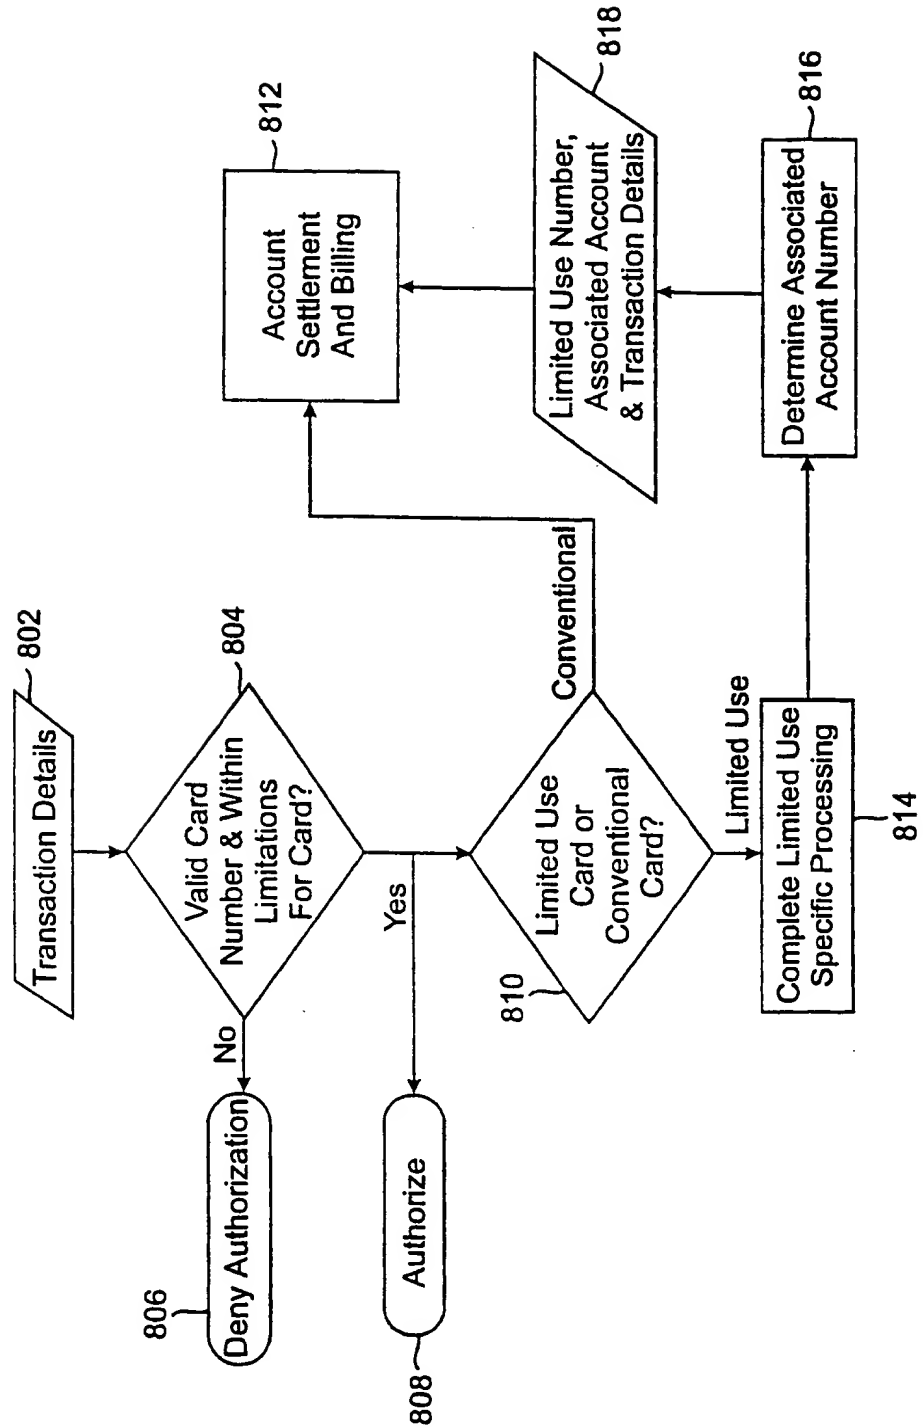 802
Transaction Details
804
Valid Card
Number & Within
Limitations
For Card?
No
806
Deny Authorization
Yes
808
Authorize
810
Limited Use
Card or
Conventional
Card?
Conventional
812
Account
Settlement
And Billing
Limited Use
Complete Limited Use
Specific Processing
814
816
Determine Associated
Account Number
818
Limited Use Number,
Associated Account
& Transaction Details